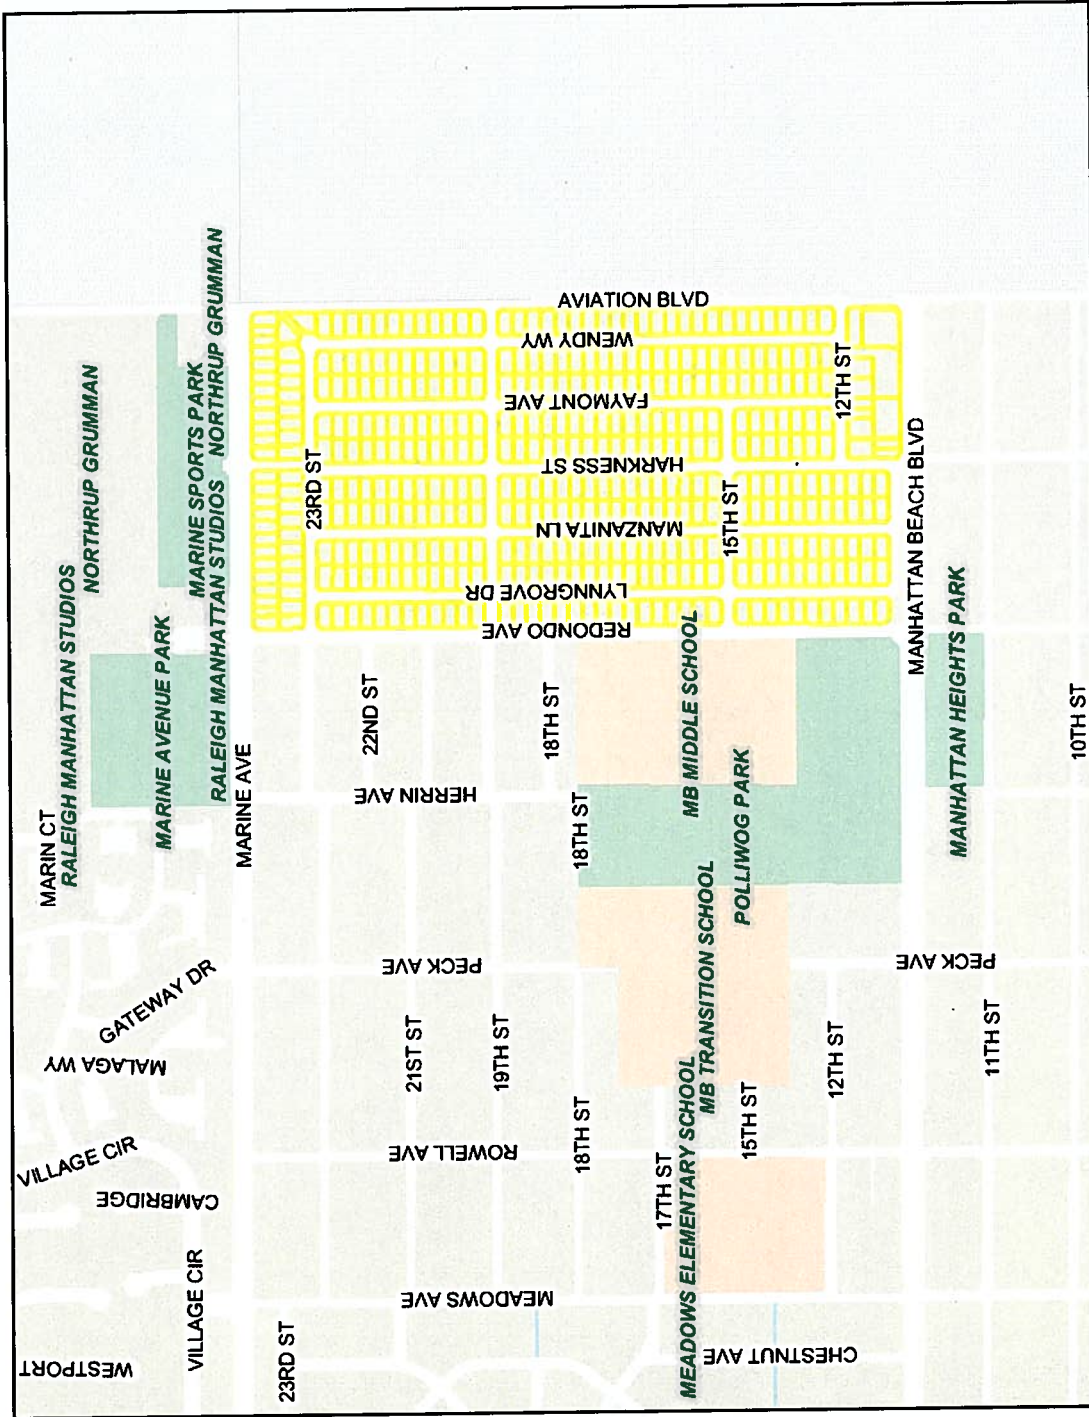 MARIN CT
RALEIGH MANHATTAN STUDIOS
NORTHRUP GRUMMAN
MARINE AVENUE PARK
MARINE SPORTS PARK
RALEIGH MANHATTAN STUDIOS
NORTHRUP GRUMMAN
WESTPORT
VILLAGE CIR
CAMBRIDGE
VILLAGE CIR
MALAGA WY
GATEWAY DR
MARINE AVE
23RD ST
23RD ST
22ND ST
21ST ST
19TH ST
18TH ST
18TH ST
18TH ST
17TH ST
15TH ST
15TH ST
12TH ST
12TH ST
11TH ST
10TH ST
MEADOWS AVE
ROWELL AVE
PECK AVE
HERRIN AVE
REDONDO AVE
LYNNGROVE DR
MANZANITA LN
HARKNESS ST
FAYMONT AVE
WENDY WY
AVIATION BLVD
MEADOWS ELEMENTARY SCHOOL
MB TRANSITION SCHOOL
MB MIDDLE SCHOOL
POLLIWOG PARK
CHESTNUT AVE
PECK AVE
MANHATTAN BEACH BLVD
MANHATTAN HEIGHTS PARK